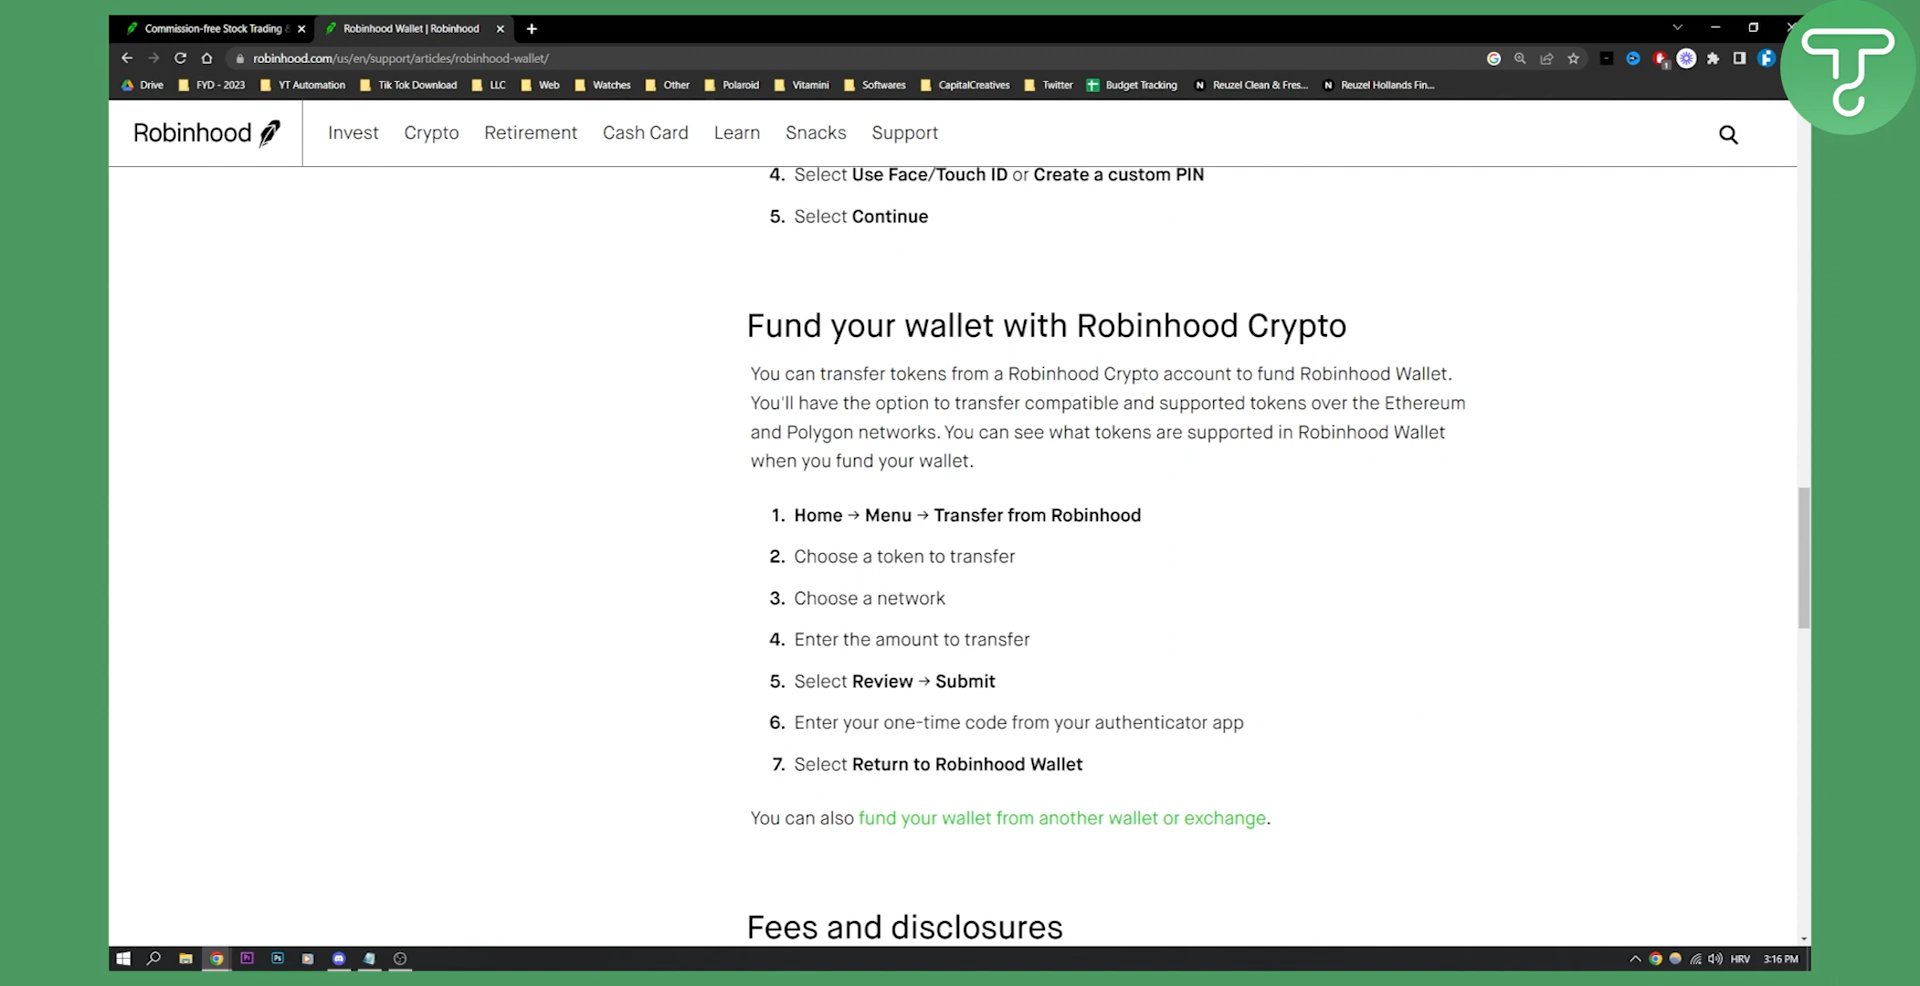 Commission-free Stock Trading &
Robinhood Wallet | Robinhood
robinhood.com/us/en/support/articles/robinhood-wallet/
Drive FYD - 2023 YT Automation Tik Tok Download LLC Web Watches Other Polaroid Vitamini Softwares CapitalCreatives Twitter Budget Tracking Reuzel Clean & Fres... Reuzel Hollands Fin...
Robinhood
Invest Crypto Retirement Cash Card Learn Snacks Support
4. Select Use Face/Touch ID or Create a custom PIN
5. Select Continue
Fund your wallet with Robinhood Crypto
You can transfer tokens from a Robinhood Crypto account to fund Robinhood Wallet.
You'll have the option to transfer compatible and supported tokens over the Ethereum
and Polygon networks. You can see what tokens are supported in Robinhood Wallet
when you fund your wallet.
1. Home → Menu → Transfer from Robinhood
2. Choose a token to transfer
3. Choose a network
4. Enter the amount to transfer
5. Select Review → Submit
6. Enter your one-time code from your authenticator app
7. Select Return to Robinhood Wallet
You can also fund your wallet from another wallet or exchange.
Fees and disclosures
HRV 3:16 PM